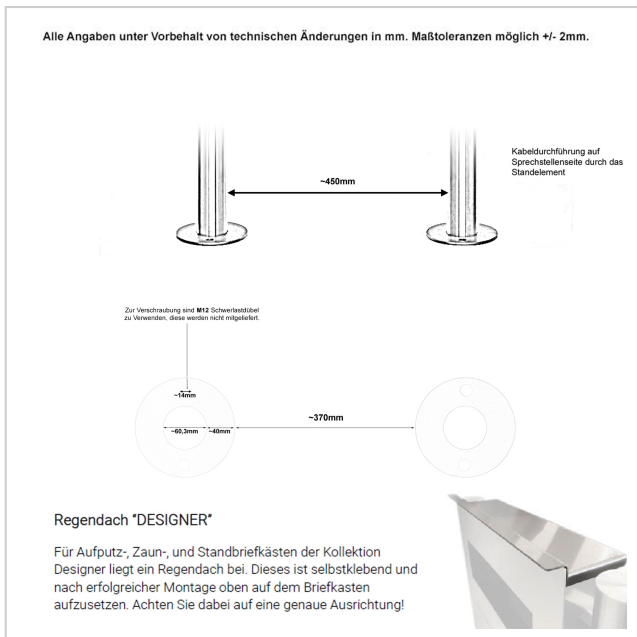 Alle Angaben unter Vorbehalt von technischen Änderungen in mm. Maßtoleranzen möglich +/- 2mm.
~450mm
Kabeldurchführung auf
Sprechstellenseite durch das
Standelement
Zur Verschraubung sind M12 Schwerlastdübel
zu Verwenden, diese werden nicht mitgeliefert.
~14mm
~60,3mm
~40mm
~370mm
Regendach "DESIGNER"
Für Aufputz-, Zaun-, und Standbriefkästen der Kollektion
Designer liegt ein Regendach bei. Dieses ist selbstklebend und
nach erfolgreicher Montage oben auf dem Briefkasten
aufzusetzen. Achten Sie dabei auf eine genaue Ausrichtung!